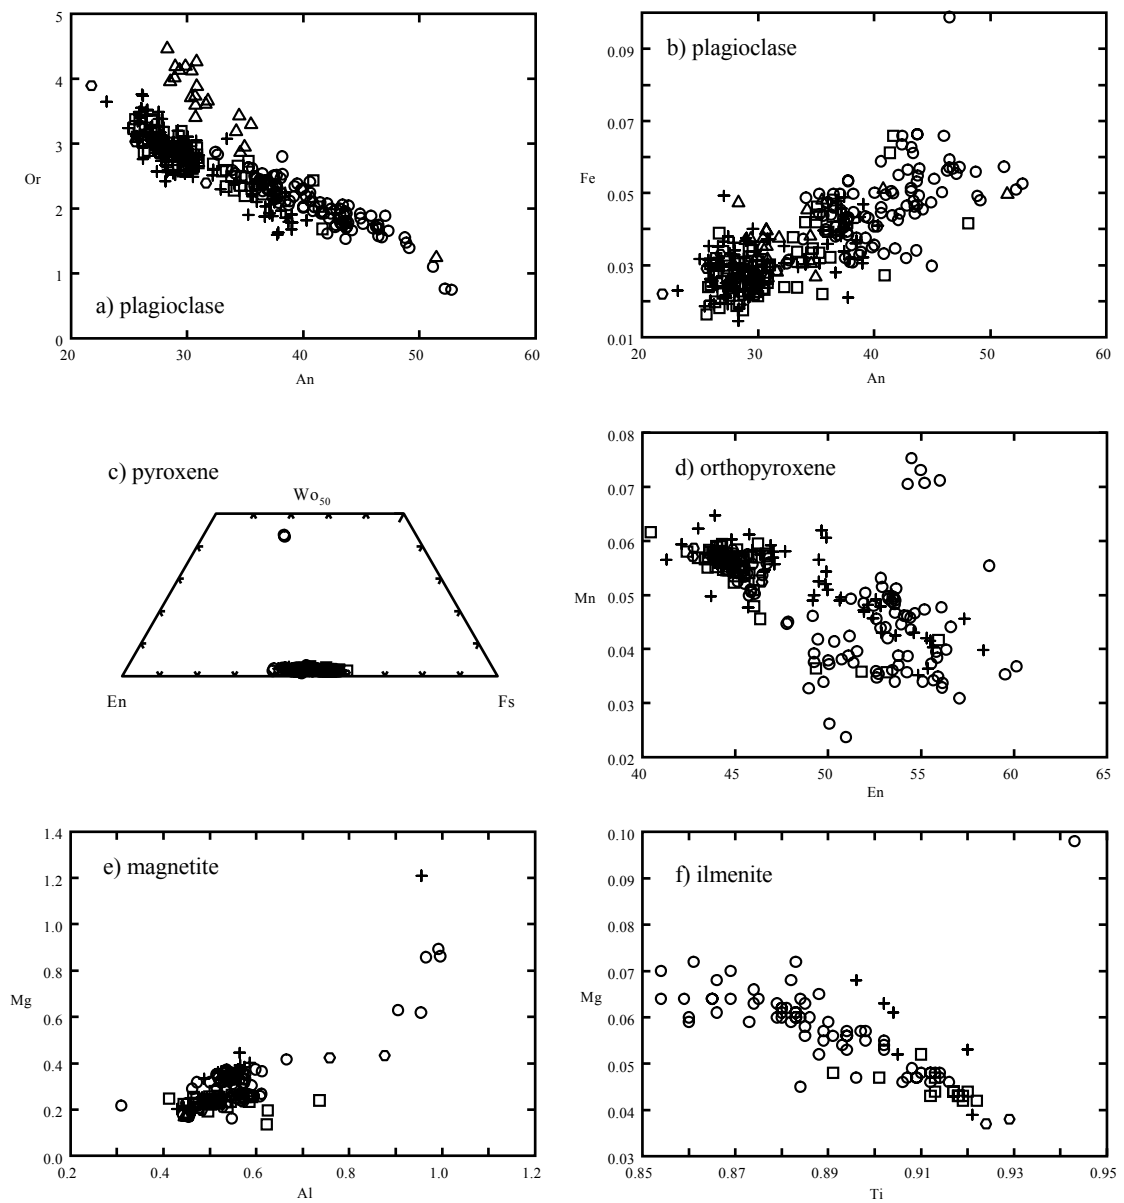 5
4
3
Or
2
1
a) plagioclase
0
20 30 40 50 60
An
b) plagioclase
0.09
0.07
Fe
0.05
0.03
0.01
20 30 40 50 60
An
c) pyroxene
Wo50
En Fs
0.08
d) orthopyroxene
0.07
0.06
Mn
0.05
0.04
0.03
0.02
40 45 50 55 60 65
En
1.4
e) magnetite
1.2
1.0
0.8
Mg
0.6
0.4
0.2
0.0
0.2 0.4 0.6 0.8 1.0 1.2
Al
0.10
f) ilmenite
0.09
0.08
0.07
Mg
0.06
0.05
0.04
0.03
0.85 0.87 0.89 0.91 0.93 0.95
Ti